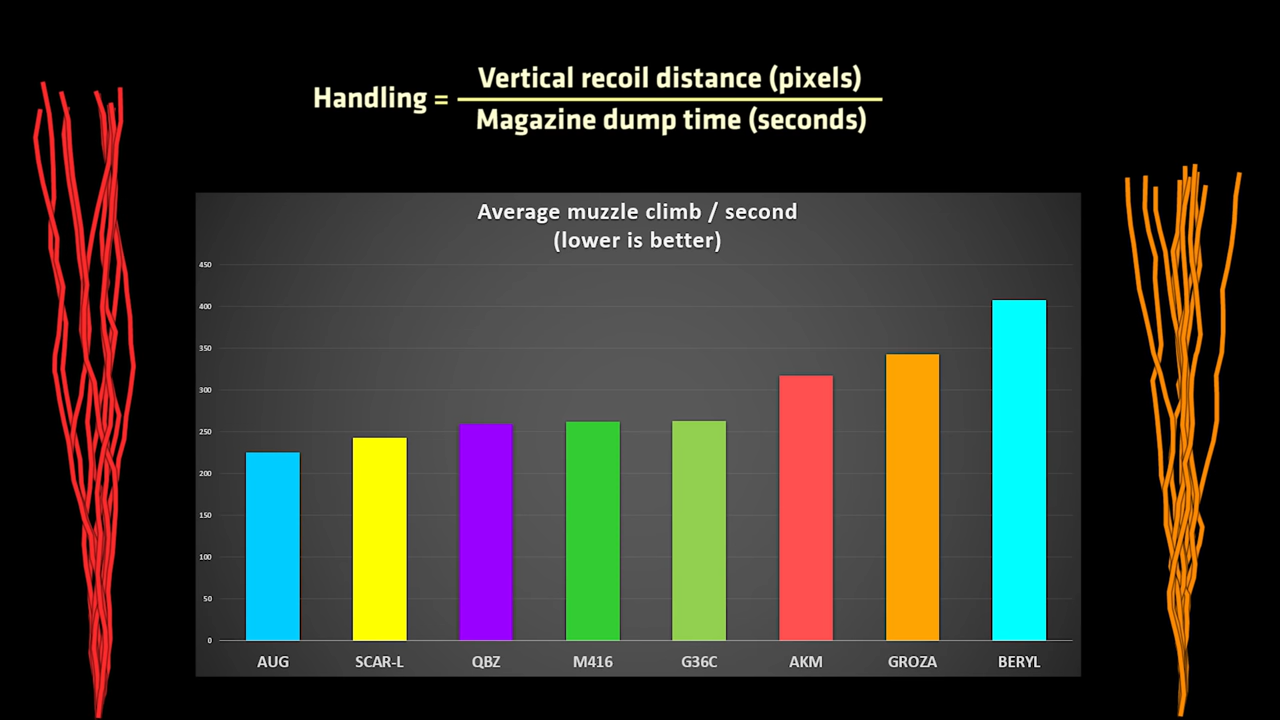 Handling = Vertical recoil distance (pixels)
Magazine dump time (seconds)
Average muzzle climb / second
(lower is better)
450
400
350
300
250
200
150
100
50
0
AUG SCAR-L QBZ M416 G36C AKM GROZA BERYL